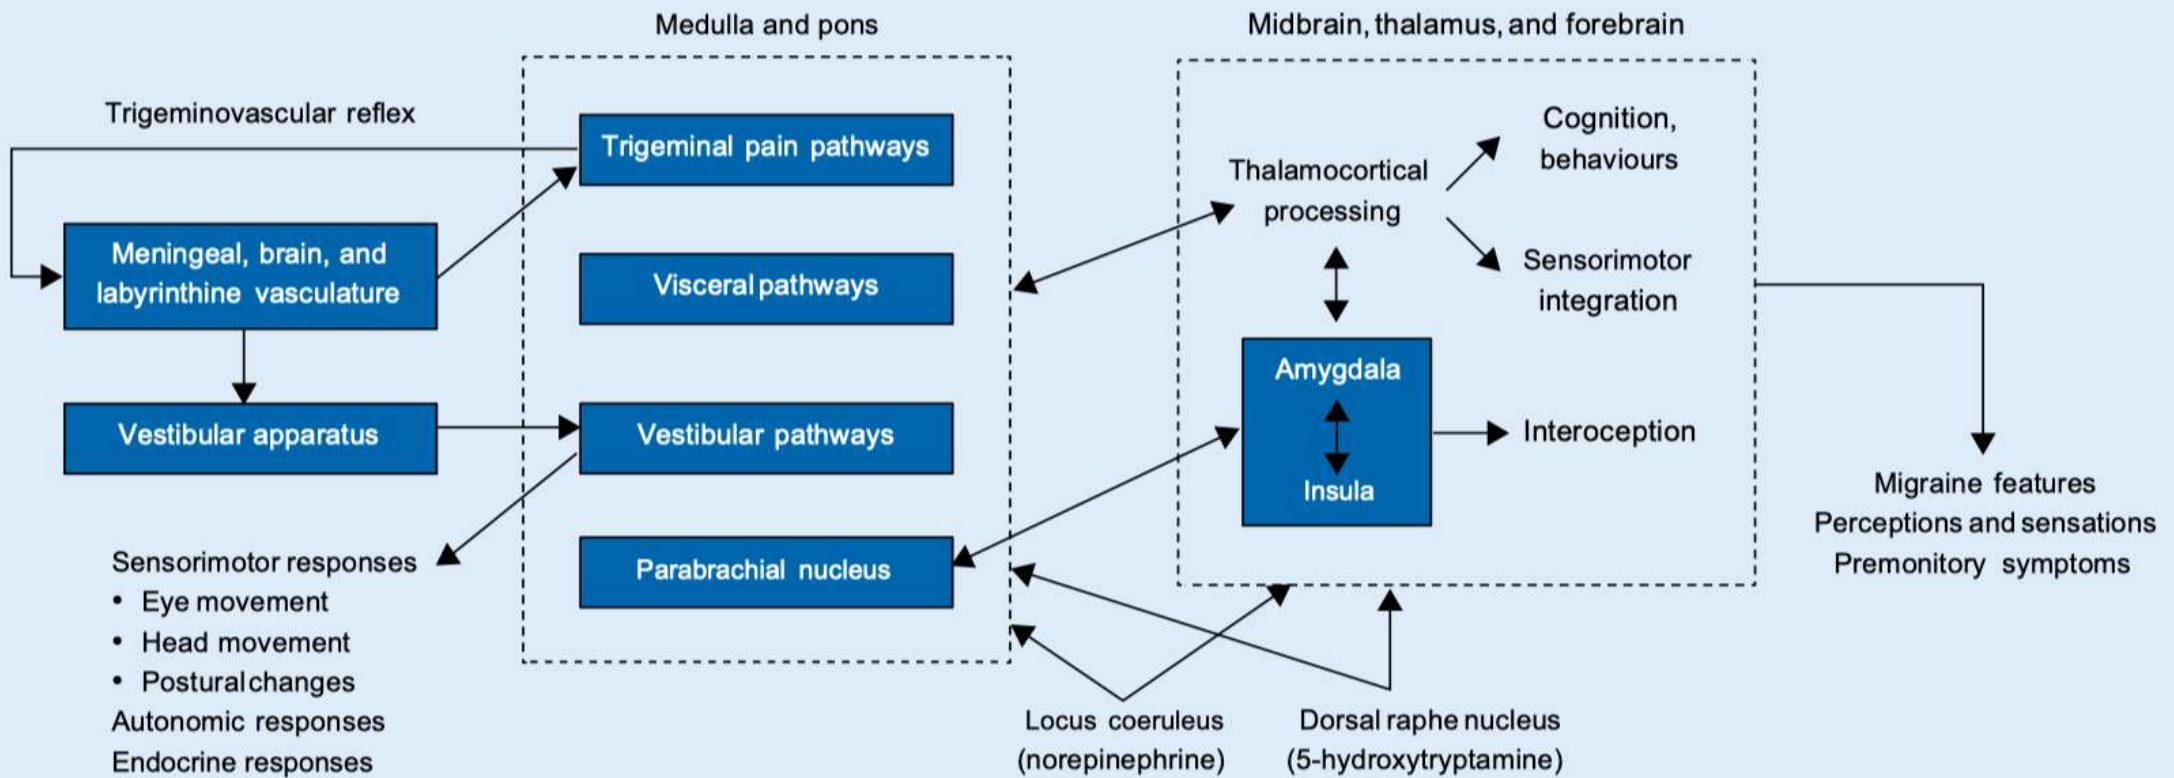 Medulla and pons
Midbrain, thalamus, and forebrain
Trigeminovascular reflex
Trigeminal pain pathways
Meningeal, brain, and
labyrinthine vasculature
Visceral pathways
Vestibular apparatus
Vestibular pathways
Parabrachial nucleus
Sensorimotor responses
• Eye movement
• Head movement
• Postural changes
Autonomic responses
Endocrine responses
Thalamocortical
processing
Cognition,
behaviours
Sensorimotor
integration
Amygdala
Insula
Interoception
Migraine features
Perceptions and sensations
Premonitory symptoms
Locus coeruleus
(norepinephrine)
Dorsal raphe nucleus
(5-hydroxytryptamine)